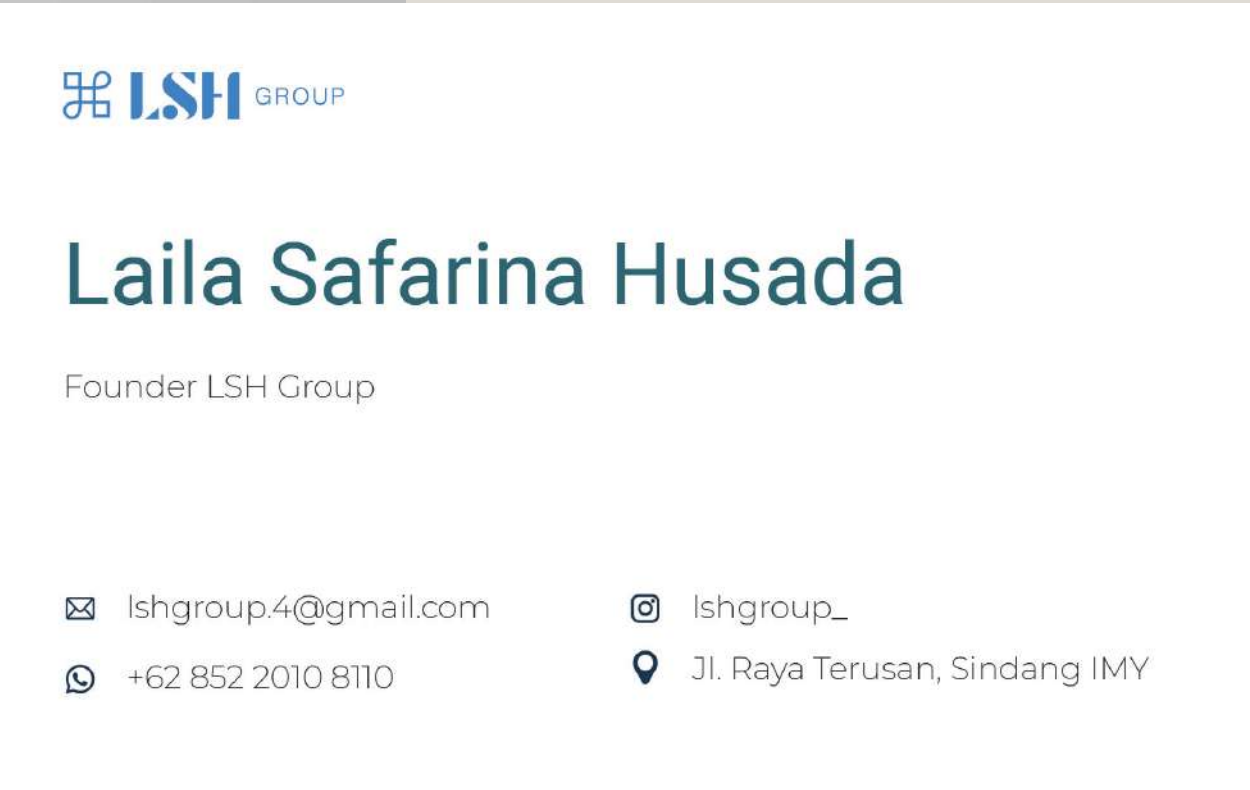 LSH GROUP
Laila Safarina Husada
Founder LSH Group
lshgroup.4@gmail.com
lshgroup_
+62 852 2010 8110
Jl. Raya Terusan, Sindang IMY